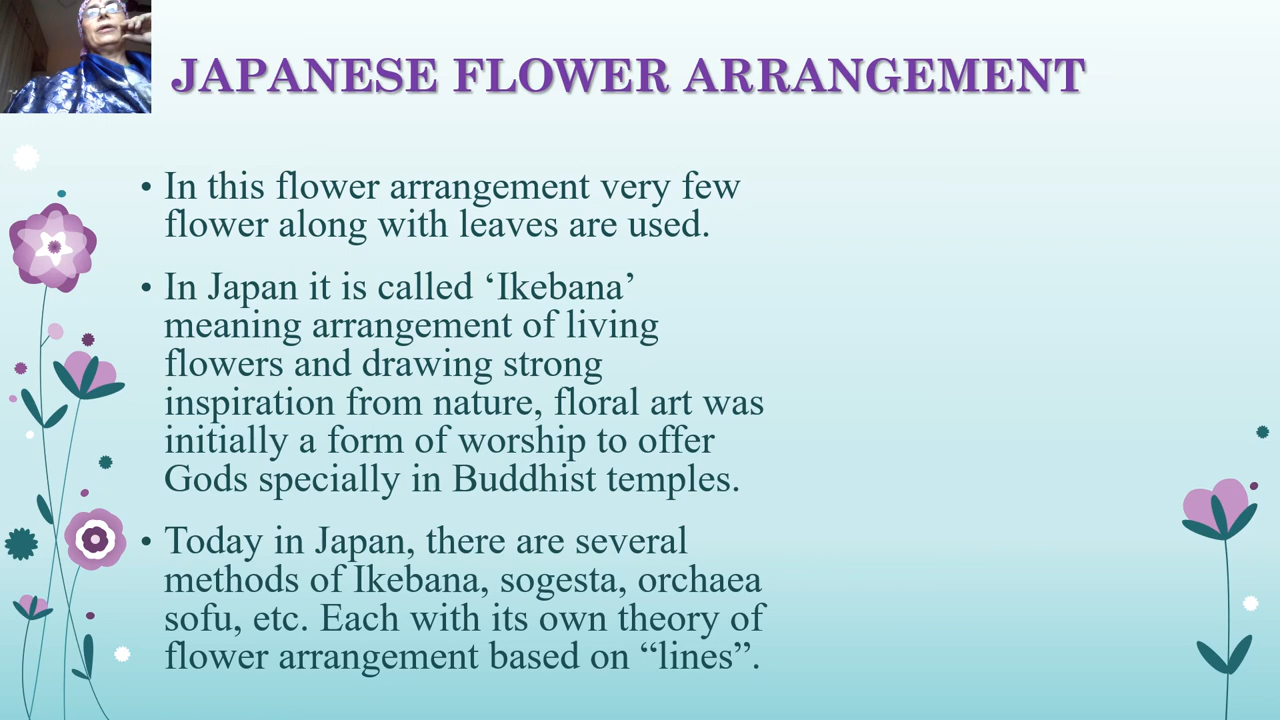 JAPANESE FLOWER ARRANGEMENT
• In this flower arrangement very few
flower along with leaves are used.
• In Japan it is called ‘Ikebana’
meaning arrangement of living
flowers and drawing strong
inspiration from nature, floral art was
initially a form of worship to offer
Gods specially in Buddhist temples.
• Today in Japan, there are several
methods of Ikebana, sogesta, orchaea
sofu, etc. Each with its own theory of
flower arrangement based on “lines”.